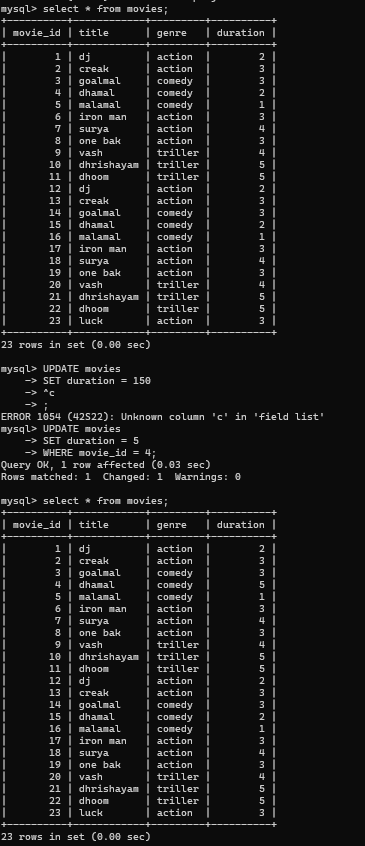 mysql> select * from movies;
+----------+------------+---------+----------+
| movie_id | title      | genre   | duration |
+----------+------------+---------+----------+
|        1 | dj         | action  |        2 |
|        2 | creak      | action  |        3 |
|        3 | goalmal    | comedy  |        3 |
|        4 | dhamal     | comedy  |        2 |
|        5 | malamal    | comedy  |        1 |
|        6 | iron man   | action  |        3 |
|        7 | surya      | action  |        4 |
|        8 | one bak    | action  |        3 |
|        9 | vash       | triller |        4 |
|       10 | dhrishayam | triller |        5 |
|       11 | dhoom      | triller |        5 |
|       12 | dj         | action  |        2 |
|       13 | creak      | action  |        3 |
|       14 | goalmal    | comedy  |        3 |
|       15 | dhamal     | comedy  |        2 |
|       16 | malamal    | comedy  |        1 |
|       17 | iron man   | action  |        3 |
|       18 | surya      | action  |        4 |
|       19 | one bak    | action  |        3 |
|       20 | vash       | triller |        4 |
|       21 | dhrishayam | triller |        5 |
|       22 | dhoom      | triller |        5 |
|       23 | luck       | action  |        3 |
+----------+------------+---------+----------+
23 rows in set (0.00 sec)

mysql> UPDATE movies
    -> SET duration = 150
    -> ^c
    -> ;
ERROR 1054 (42S22): Unknown column 'c' in 'field list'
mysql> UPDATE movies
    -> SET duration = 5
    -> WHERE movie_id = 4;
Query OK, 1 row affected (0.03 sec)
Rows matched: 1  Changed: 1  Warnings: 0

mysql> select * from movies;
+----------+------------+---------+----------+
| movie_id | title      | genre   | duration |
+----------+------------+---------+----------+
|        1 | dj         | action  |        2 |
|        2 | creak      | action  |        3 |
|        3 | goalmal    | comedy  |        3 |
|        4 | dhamal     | comedy  |        5 |
|        5 | malamal    | comedy  |        1 |
|        6 | iron man   | action  |        3 |
|        7 | surya      | action  |        4 |
|        8 | one bak    | action  |        3 |
|        9 | vash       | triller |        4 |
|       10 | dhrishayam | triller |        5 |
|       11 | dhoom      | triller |        5 |
|       12 | dj         | action  |        2 |
|       13 | creak      | action  |        3 |
|       14 | goalmal    | comedy  |        3 |
|       15 | dhamal     | comedy  |        2 |
|       16 | malamal    | comedy  |        1 |
|       17 | iron man   | action  |        3 |
|       18 | surya      | action  |        4 |
|       19 | one bak    | action  |        3 |
|       20 | vash       | triller |        4 |
|       21 | dhrishayam | triller |        5 |
|       22 | dhoom      | triller |        5 |
|       23 | luck       | action  |        3 |
+----------+------------+---------+----------+
23 rows in set (0.00 sec)